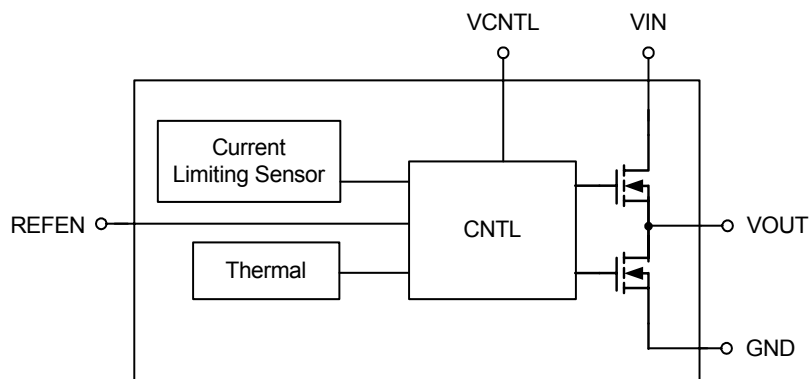 VCNTL
VIN
Current
Limiting Sensor
REFEN
CNTL
VOUT
Thermal
GND